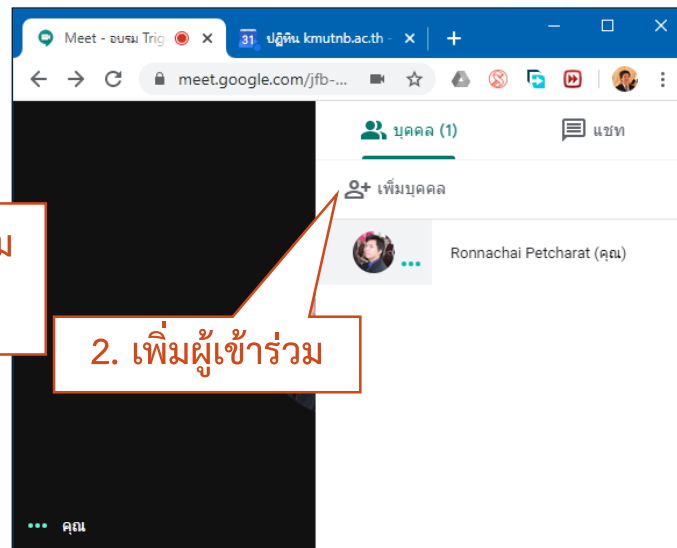 Meet - อบรม Trig
31 ปฏิทิน kmutnb.ac.th -
meet.google.com/jfb-...
บุคคล (1)
แชท
เพิ่มบุคคล
Ronnachai Petcharat (คุณ)
2. เพิ่มผู้เข้าร่วม
คุณ